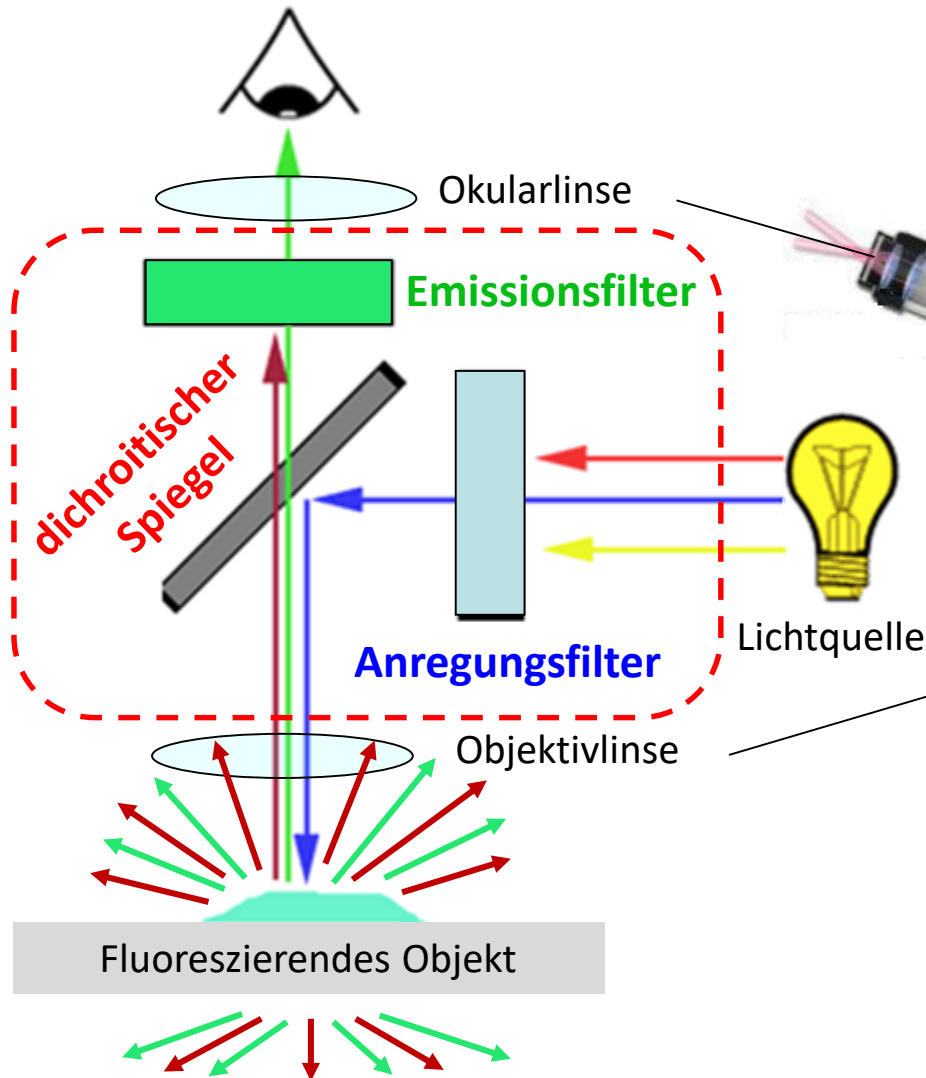 Okularlinse
Emissionsfilter
dichroitischer
Spiegel
Lichtquelle
Anregungsfilter
Objektivlinse
Fluoreszierendes Objekt